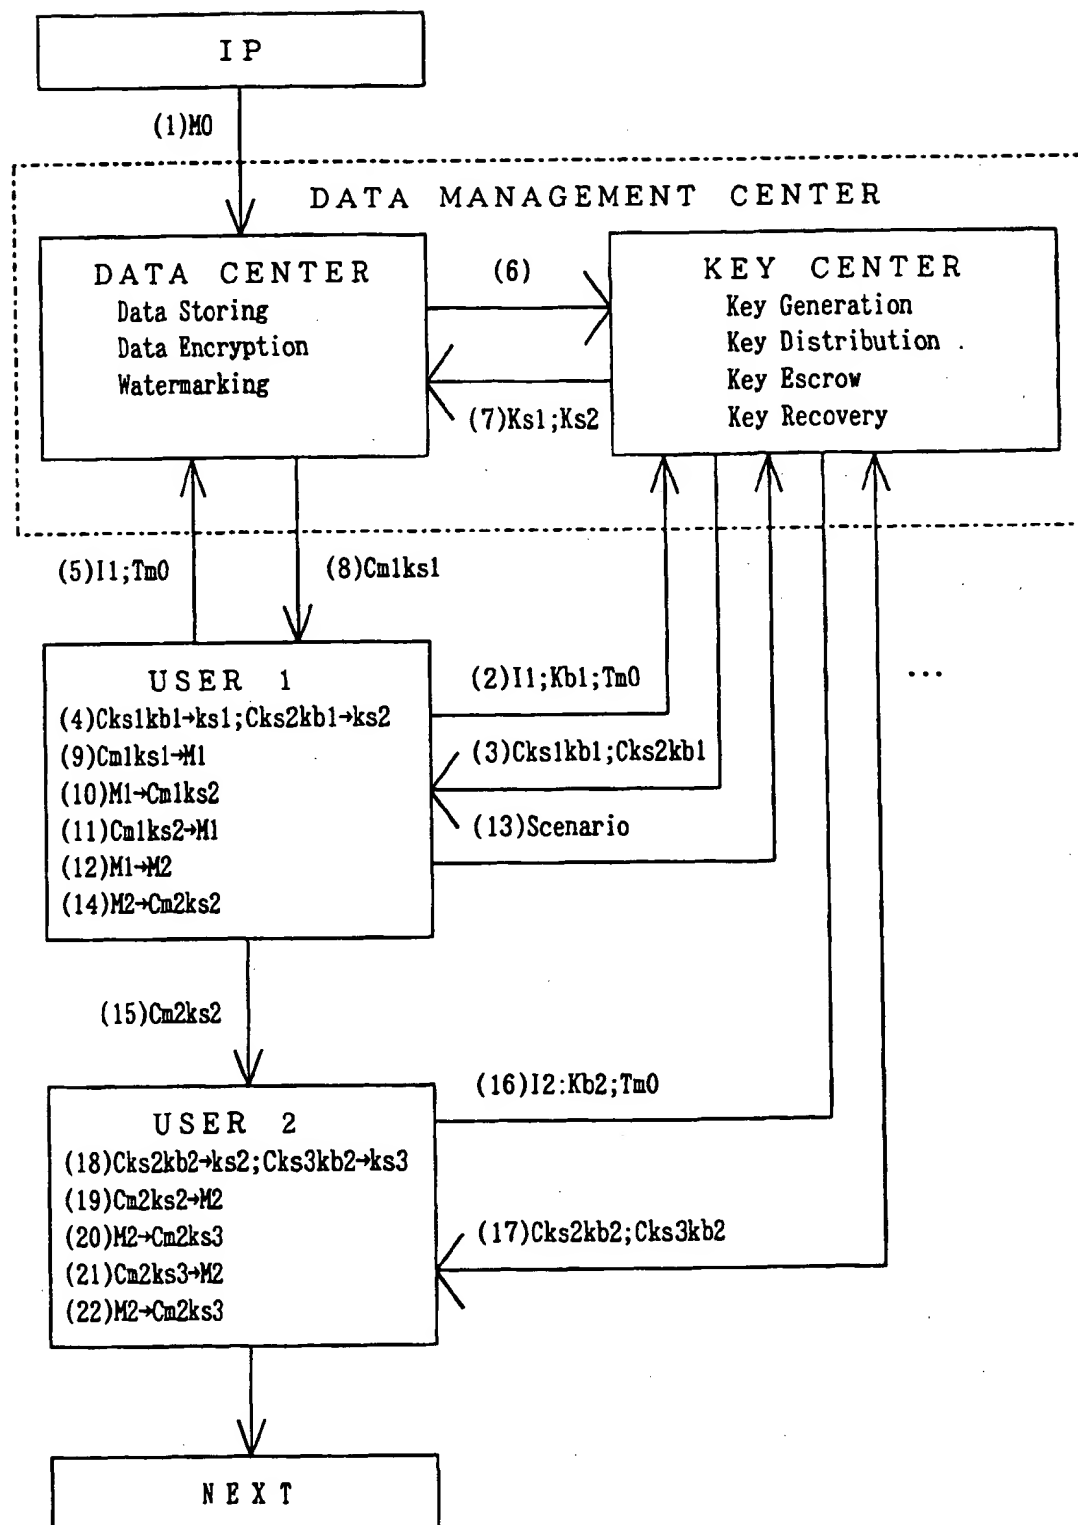 IP
(1)M0
DATA MANAGEMENT CENTER
DATA CENTER
Data Storing
Data Encryption
Watermarking
(6)
(7)Ks1;Ks2
KEY CENTER
Key Generation
Key Distribution
Key Escrow
Key Recovery
(5)I1;Tm0
(8)Cm1ks1
USER 1
(4)Cks1kb1→ks1;Cks2kb1→ks2
(9)Cm1ks1→M1
(10)M1→Cm1ks2
(11)Cm1ks2→M1
(12)M1→M2
(14)M2→Cm2ks2
(2)I1;Kb1;Tm0
(3)Cks1kb1;Cks2kb1
(13)Scenario
...
(15)Cm2ks2
USER 2
(18)Cks2kb2→ks2;Cks3kb2→ks3
(19)Cm2ks2→M2
(20)M2→Cm2ks3
(21)Cm2ks3→M2
(22)M2→Cm2ks3
(16)I2:Kb2;Tm0
(17)Cks2kb2;Cks3kb2
NEXT